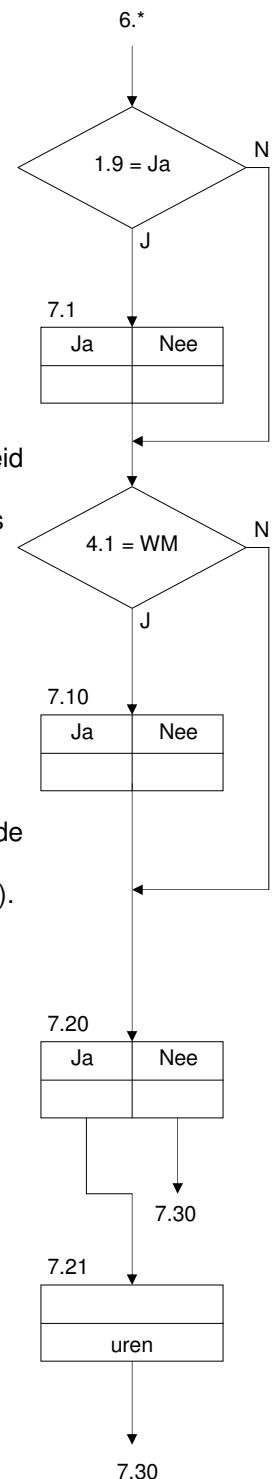 6.*
1.9 = Ja
N
J
7.1
Ja Nee
eid
s
4.1 = WM
N
J
7.10
Ja Nee
de
).
7.20
Ja Nee
7.30
7.21
uren
7.30